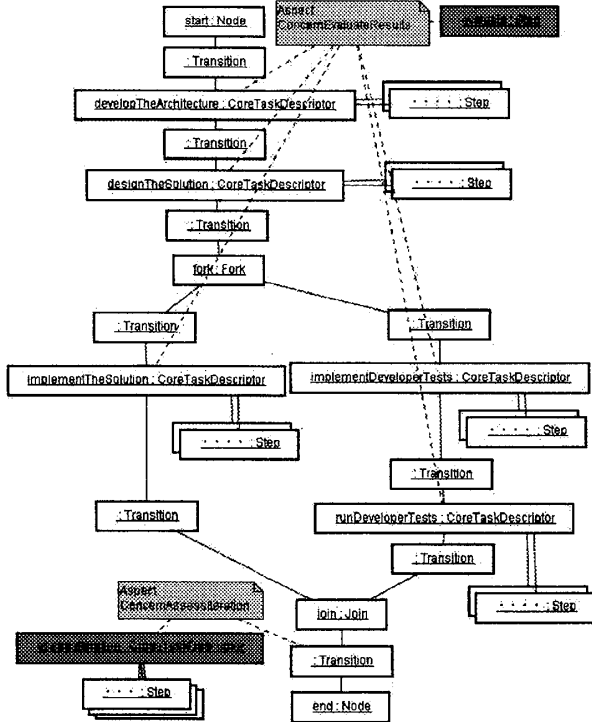 start : Node
Aspect
ConcernEvaluateResults
: Transition
developTheArchitecture : CoreTaskDescriptor
: Step
: Transition
designTheSolution : CoreTaskDescriptor
: Step
: Transition
fork : Fork
: Transition
: Transition
implementTheSolution : CoreTaskDescriptor
implementDeveloperTests : CoreTaskDescriptor
: Step
: Step
: Transition
: Transition
runDeveloperTests : CoreTaskDescriptor
: Transition
Aspect
ConcernAssessIteration
join : Join
: Step
: Transition
: Step
end : Node